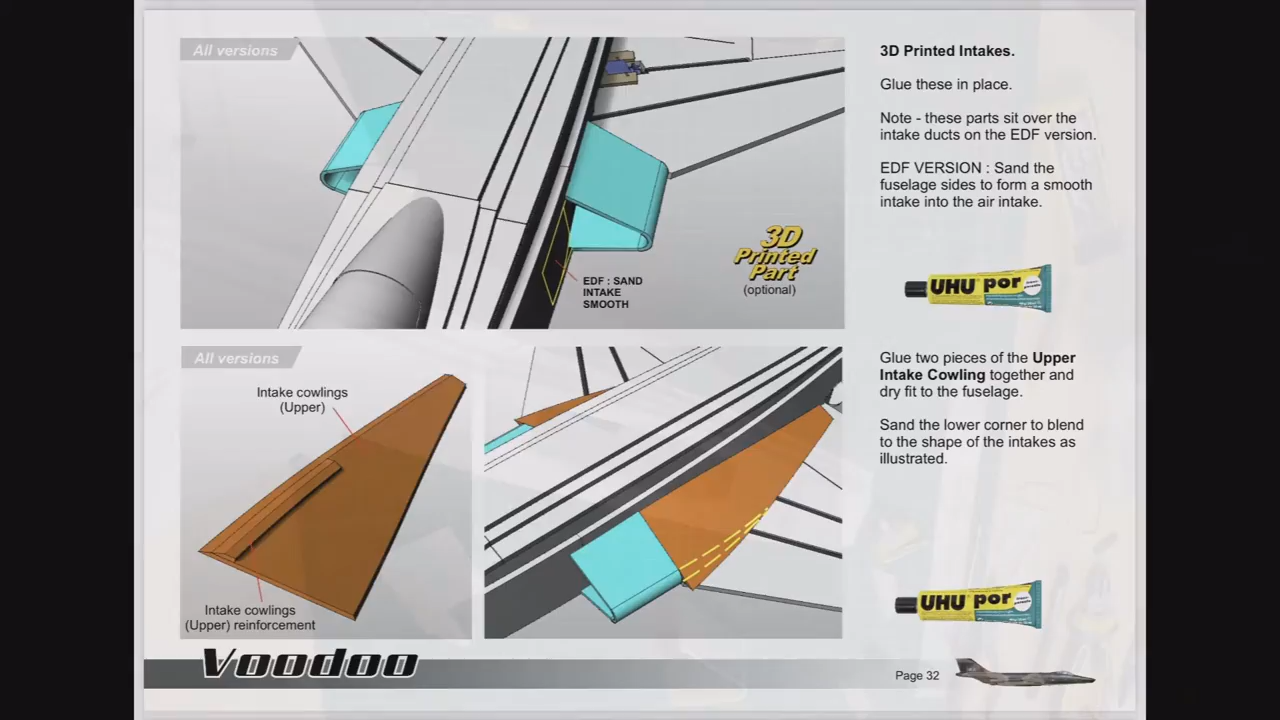 All versions
EDF : SAND
INTAKE
SMOOTH
3D
Printed
Part
(optional)
3D Printed Intakes.
Glue these in place.
Note - these parts sit over the
intake ducts on the EDF version.
EDF VERSION : Sand the
fuselage sides to form a smooth
intake into the air intake.
UHU por
All versions
Intake cowlings
(Upper)
Intake cowlings
(Upper) reinforcement
Glue two pieces of the Upper
Intake Cowling together and
dry fit to the fuselage.
Sand the lower corner to blend
to the shape of the intakes as
illustrated.
UHU por
Voodoo
Page 32